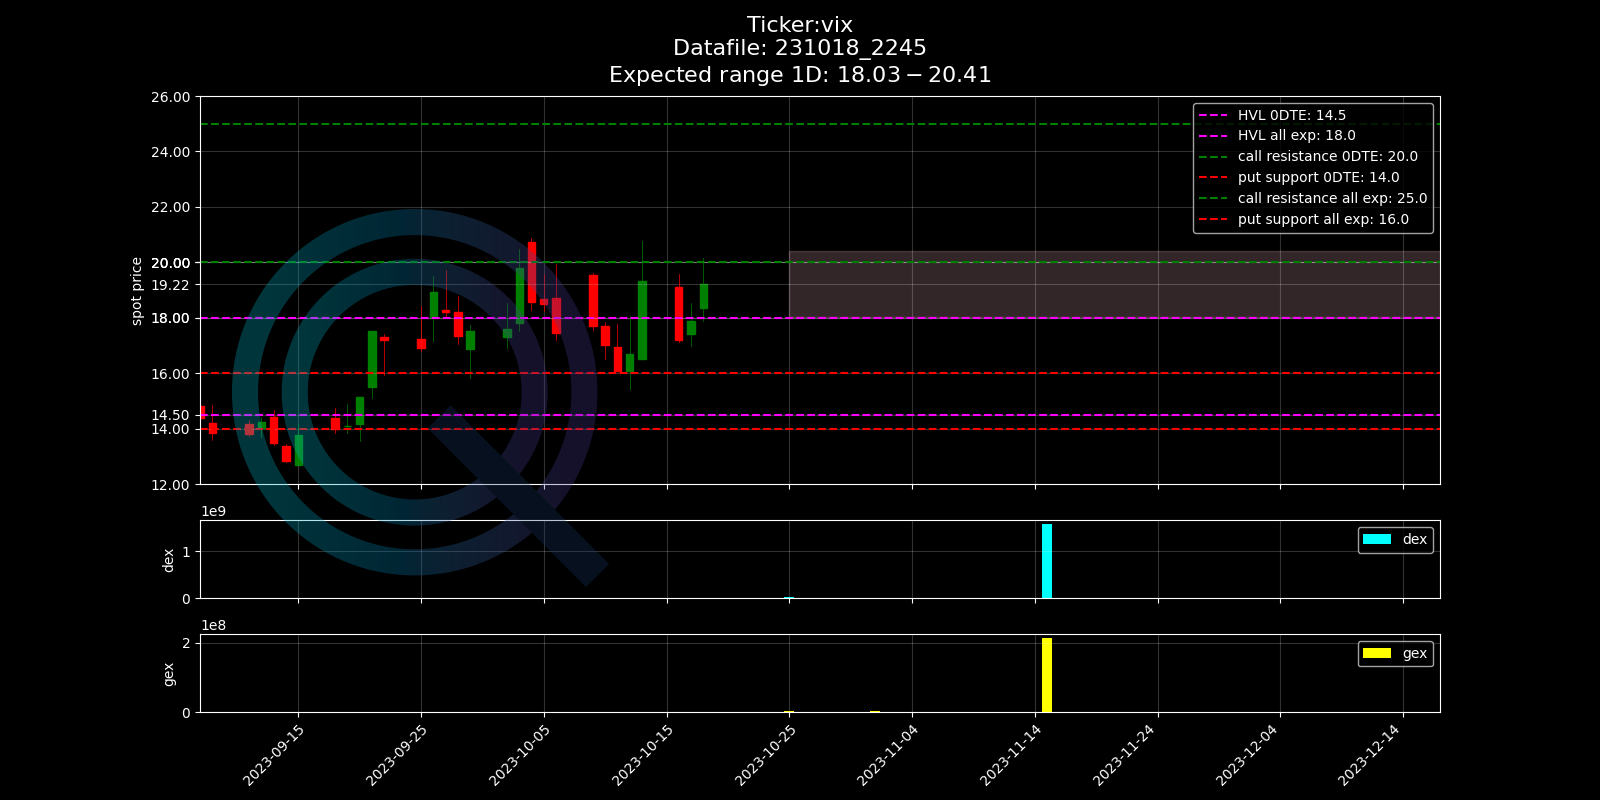 Ticker:vix
Datafile: 231018_2245
Expected range 1D: 18.03 − 20.41
HVL 0DTE: 14.5
HVL all exp: 18.0
call resistance 0DTE: 20.0
put support 0DTE: 14.0
call resistance all exp: 25.0
put support all exp: 16.0
spot price
26.00
24.00
22.00
20.00
19.22
18.00
16.00
14.50
14.00
12.00
1e9
dex
1
0
dex
1e8
gex
2
0
gex
2023-09-15
2023-09-25
2023-10-05
2023-10-15
2023-10-25
2023-11-04
2023-11-14
2023-11-24
2023-12-04
2023-12-14